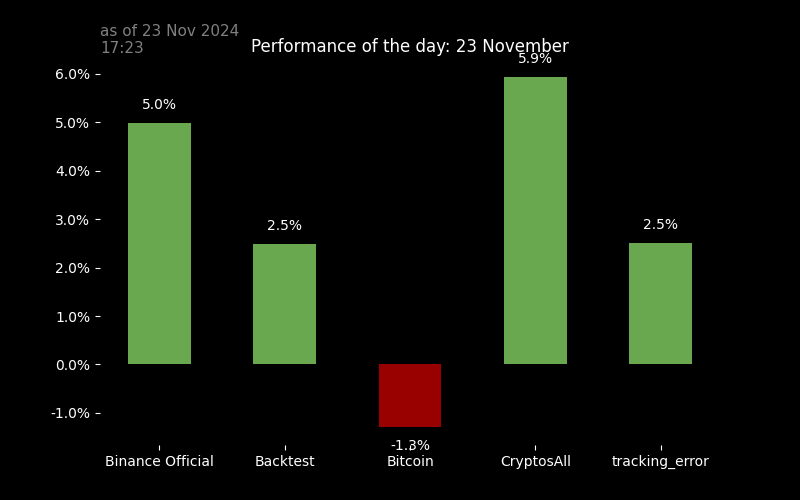 as of 23 Nov 2024
17:23
Performance of the day: 23 November
6.0%
5.0%
4.0%
3.0%
2.0%
1.0%
0.0%
-1.0%
5.0%
2.5%
-1.3%
5.9%
2.5%
Binance Official
Backtest
Bitcoin
CryptosAll
tracking_error